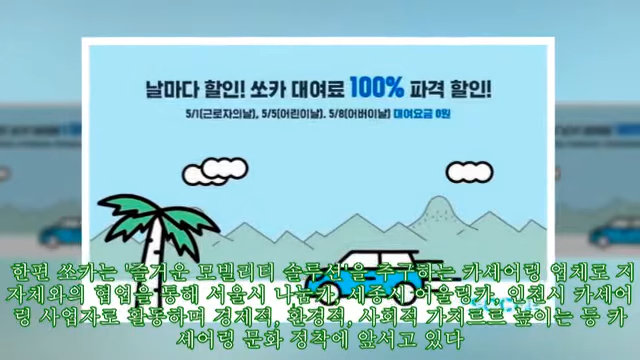 날마다 할인! 쏘카 대여료 100% 파격 할인!
5/1(근로자의날), 5/5(어린이날), 5/8(어버이날) 대여요금 0원
한편 쏘카는 '즐거운 모빌리티 솔루션'을 추구하는 카셰어링 업체로 지
자체와의 협업을 통해 서울시 나눔카, 세종시 어울링카, 인천시 카셰어
링 사업자로 활동하며 경제적, 환경적, 사회적 가치르르 높이는 등 카
셰어링 문화 정착에 앞서고 있다